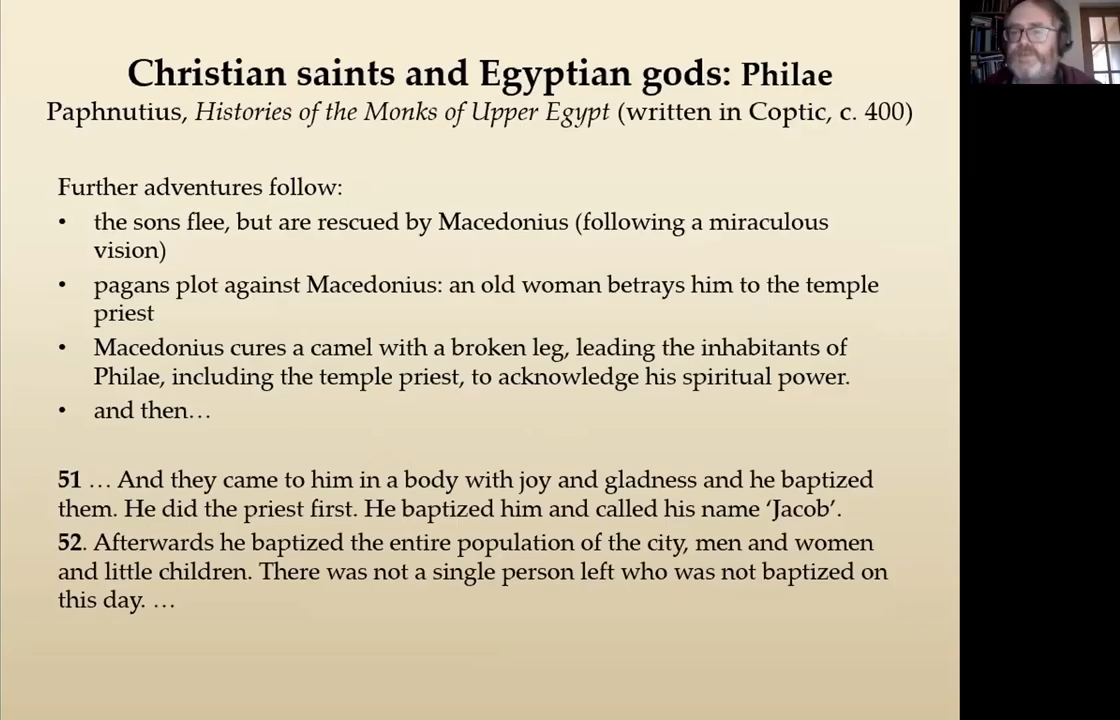 Christian saints and Egyptian gods: Philae
Paphnutius, Histories of the Monks of Upper Egypt (written in Coptic, c. 400)
Further adventures follow:
• the sons flee, but are rescued by Macedonius (following a miraculous
vision)
• pagans plot against Macedonius: an old woman betrays him to the temple
priest
• Macedonius cures a camel with a broken leg, leading the inhabitants of
Philae, including the temple priest, to acknowledge his spiritual power.
• and then…
51 … And they came to him in a body with joy and gladness and he baptized
them. He did the priest first. He baptized him and called his name ‘Jacob’.
52. Afterwards he baptized the entire population of the city, men and women
and little children. There was not a single person left who was not baptized on
this day. …